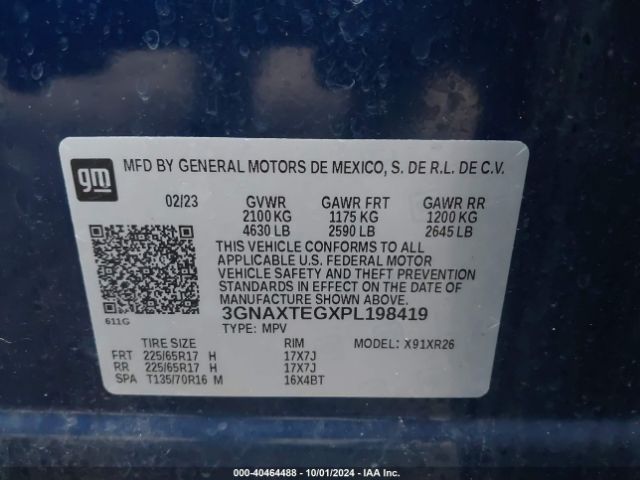 gm
MFD BY GENERAL MOTORS DE MEXICO, S. DE R.L. DE C.V.
02/23 GVWR GAWR FRT GAWR RR
2100 KG 1175 KG 1200 KG
4630 LB 2590 LB 2645 LB
THIS VEHICLE CONFORMS TO ALL
APPLICABLE U.S. FEDERAL MOTOR
VEHICLE SAFETY AND THEFT PREVENTION
STANDARDS IN EFFECT ON THE DATE OF
MANUFACTURE SHOWN ABOVE.
611G
3GNAXTEGXPL198419
TYPE: MPV MODEL: X91XR26
TIRE SIZE RIM
FRT 225/65R17 H 17X7J
RR 225/65R17 H 17X7J
SPA T135/70R16 M 16X4BT
VIN: ©40464488 - 10/01/2024 - IAAI.COM